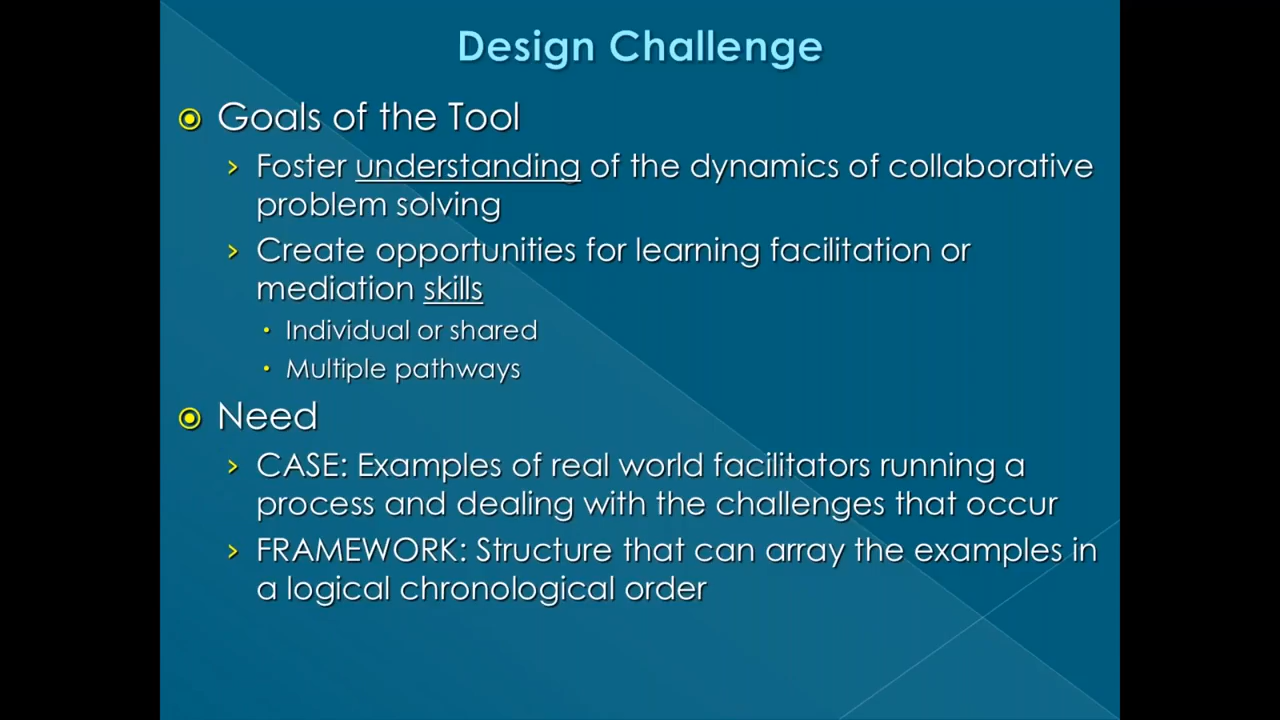 Design Challenge
Goals of the Tool
Foster understanding of the dynamics of collaborative
problem solving
Create opportunities for learning facilitation or
mediation skills
Individual or shared
Multiple pathways
Need
CASE: Examples of real world facilitators running a
process and dealing with the challenges that occur
FRAMEWORK: Structure that can array the examples in
a logical chronological order